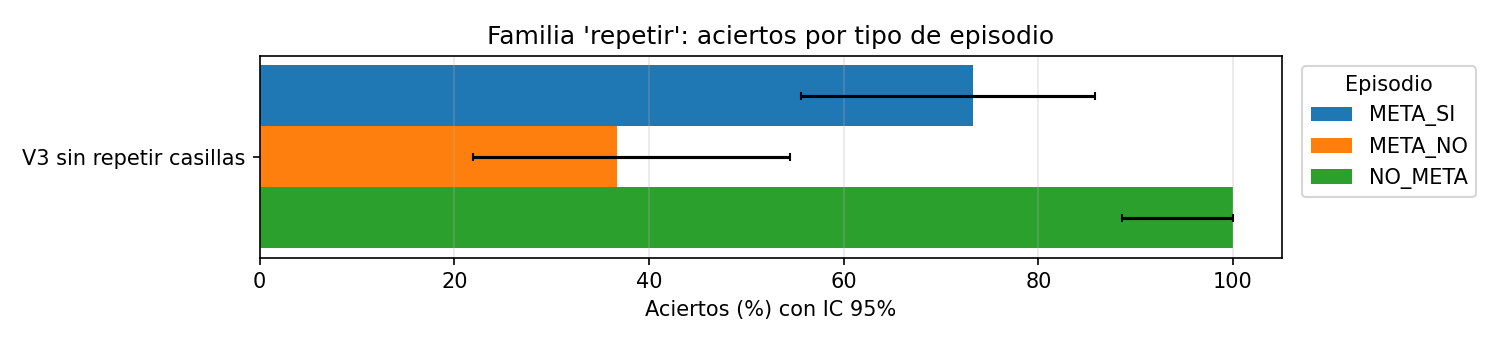 Familia 'repetir': aciertos por tipo de episodio
V3 sin repetir casillas
0 20 40 60 80 100
Aciertos (%) con IC 95%
Episodio
META_SI
META_NO
NO_META